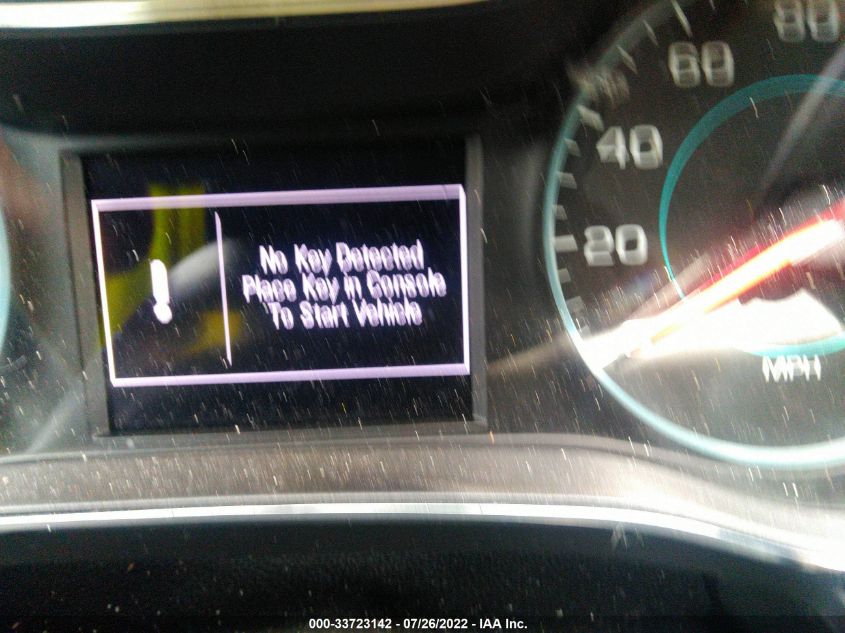 80
60
40
20
No Key Detected
Place Key in Console
To Start Vehicle
MPH
000-33723142 - 07/26/2022 - IAA Inc.